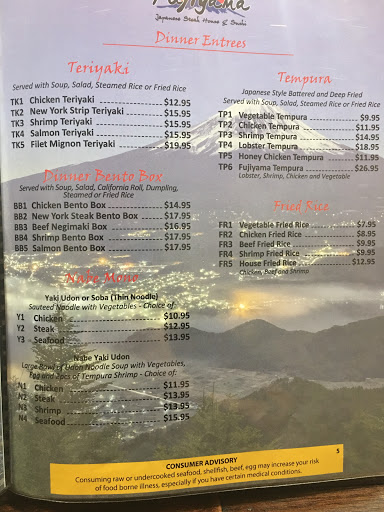 Fujiyama
Japanese Steak House & Sushi
Dinner Entrees
Teriyaki
Served with Soup, Salad, Steamed Rice or Fried Rice
TK1 Chicken Teriyaki $12.95
TK2 New York Strip Teriyaki $15.95
TK3 Shrimp Teriyaki $15.95
TK4 Salmon Teriyaki $15.95
TK5 Filet Mignon Teriyaki $19.95
Dinner Bento Box
Served with Soup, Salad, California Roll, Dumpling,
Steamed or Fried Rice
BB1 Chicken Bento Box $14.95
BB2 New York Steak Bento Box $17.95
BB3 Beef Negimaki Box $16.95
BB4 Shrimp Bento Box $17.95
BB5 Salmon Bento Box $17.95
Nabe Mono
Yaki Udon or Soba (Thin Noodle)
Sauteed Noodle with Vegetables - Choice of:
Y1 Chicken $10.95
Y2 Steak $12.95
Y3 Seafood $13.95
Nabe Yaki Udon
Large Bowl of Udon Noodle Soup with Vegetables,
Egg and 2pcs of Tempura Shrimp - Choice of:
N1 Chicken $11.95
N2 Steak $13.95
N3 Shrimp $13.95
N4 Seafood $15.95
Tempura
Japanese Style Battered and Deep Fried
Served with Soup, Salad, Steamed Rice or Fried Rice
TP1 Vegetable Tempura $9.95
TP2 Chicken Tempura $11.95
TP3 Shrimp Tempura $14.95
TP4 Lobster Tempura $18.95
TP5 Honey Chicken Tempura $11.95
TP6 Fujiyama Tempura $26.95
Lobster, Shrimp, Chicken and Vegetable
Fried Rice
FR1 Vegetable Fried Rice $7.95
FR2 Chicken Fried Rice $8.95
FR3 Beef Fried Rice $9.95
FR4 Shrimp Fried Rice $9.95
FR5 House Fried Rice $12.95
Chicken, Beef and Shrimp
5
CONSUMER ADVISORY
Consuming raw or undercooked seafood, shellfish, beef, egg may increase your risk
of food borne illness, especially if you have certain medical conditions.